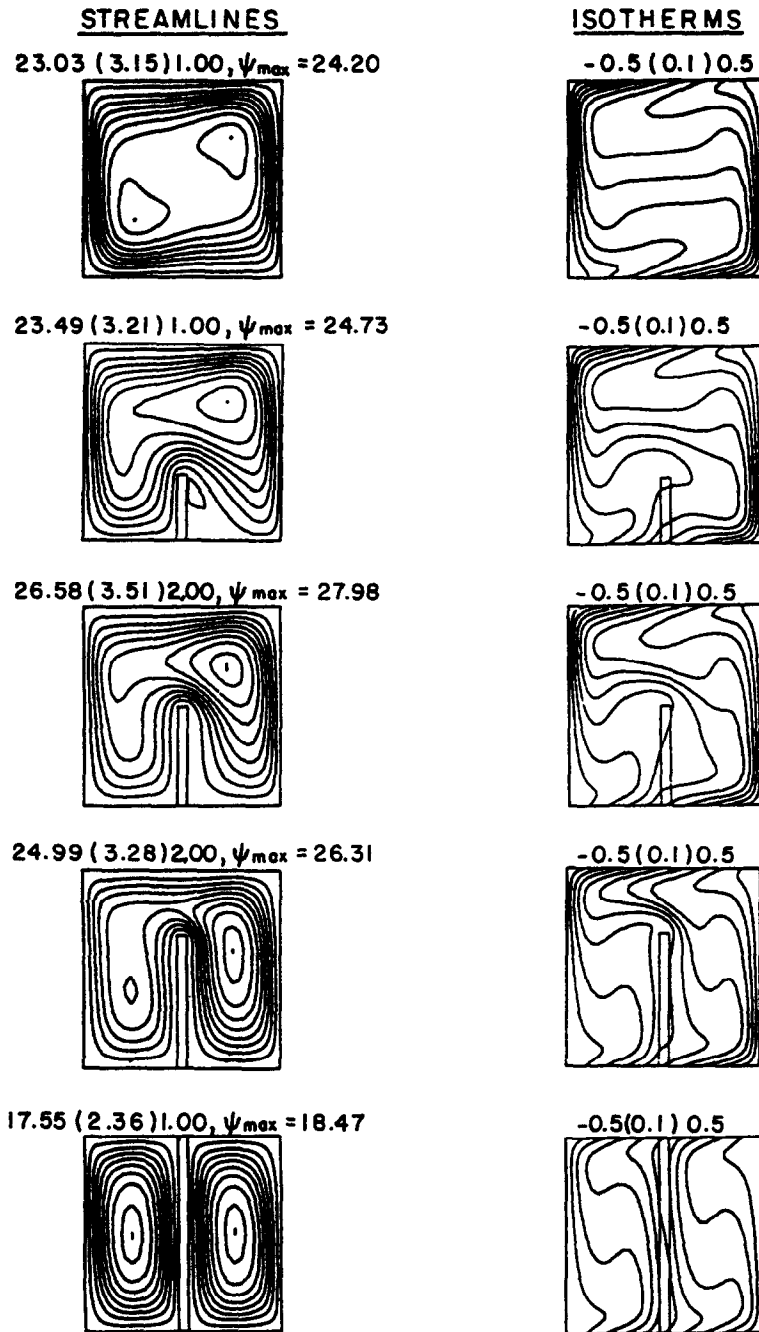 STREAMLINES ISOTHERMS
23.03 (3.15) 1.00, ψmax = 24.20 -0.5 (0.1) 0.5
23.49 (3.21) 1.00, ψmax = 24.73 -0.5 (0.1) 0.5
26.58 (3.51) 2.00, ψmax = 27.98 -0.5 (0.1) 0.5
24.99 (3.28) 2.00, ψmax = 26.31 -0.5 (0.1) 0.5
17.55 (2.36) 1.00, ψmax = 18.47 -0.5 (0.1) 0.5